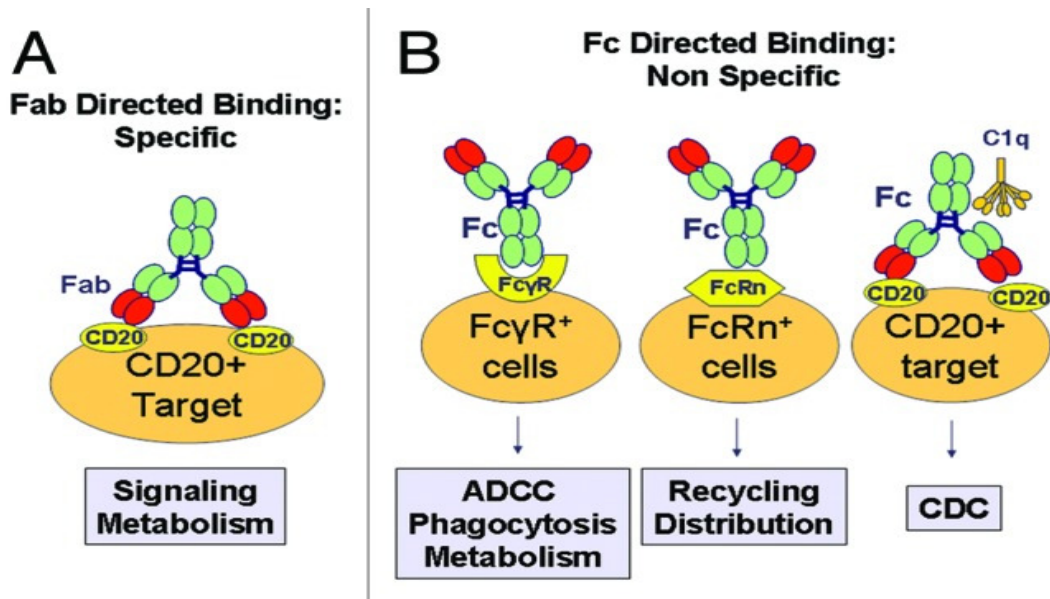 A
Fab Directed Binding:
Specific
Fab
CD20
CD20
CD20+
Target
Signaling
Metabolism
B
Fc Directed Binding:
Non Specific
Fc
FcγR
FcγR⁺
cells
ADCC
Phagocytosis
Metabolism
Fc
FcRn
FcRn⁺
cells
Recycling
Distribution
C1q
Fc
CD20
CD20
CD20+
target
CDC